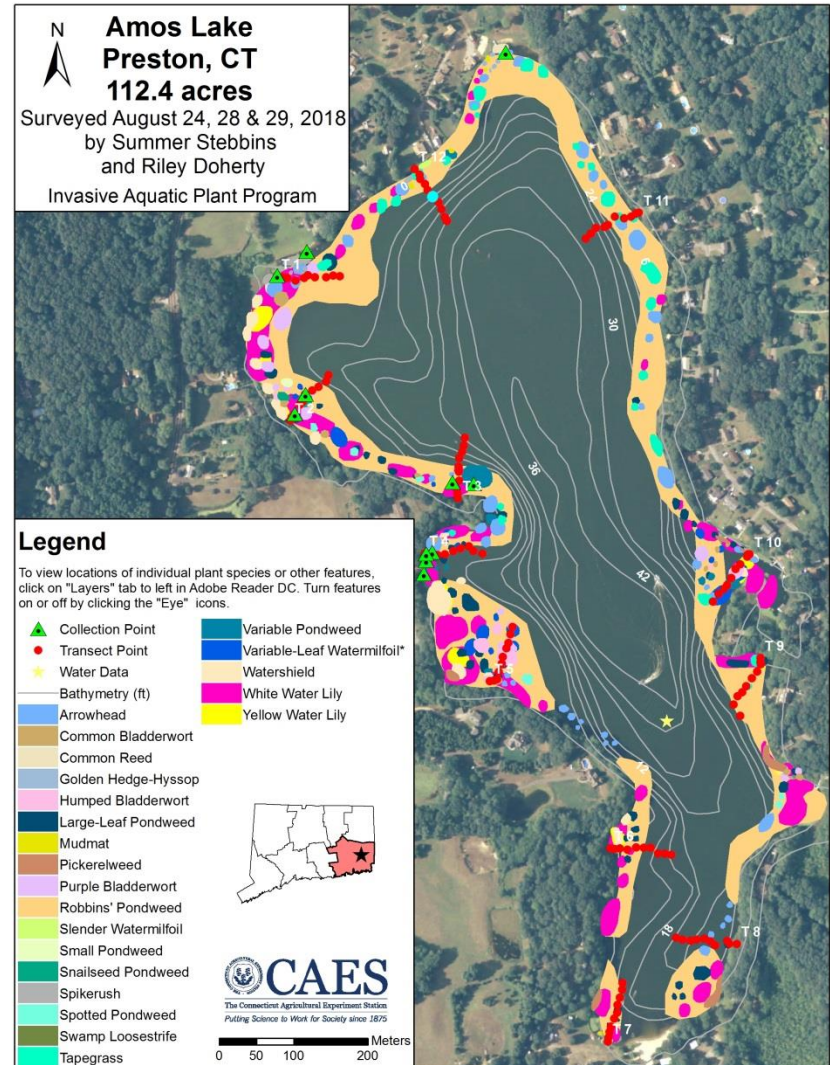 N
Amos Lake
Preston, CT
112.4 acres
Surveyed August 24, 28 & 29, 2018
by Summer Stebbins
and Riley Doherty
Invasive Aquatic Plant Program
T 12
0
24
T 11
6
T 1
30
36
T 3
T 10
42
T 9
T 5
12
18
T 8
7
Legend
To view locations of individual plant species or other features,
click on "Layers" tab to left in Adobe Reader DC. Turn features
on or off by clicking the "Eye" icons.
Collection Point
Transect Point
Water Data
Bathymetry (ft)
Arrowhead
Common Bladderwort
Common Reed
Golden Hedge-Hyssop
Humped Bladderwort
Large-Leaf Pondweed
Mudmat
Pickerelweed
Purple Bladderwort
Robbins' Pondweed
Slender Watermilfoil
Small Pondweed
Snailseed Pondweed
Spikerush
Spotted Pondweed
Swamp Loosestrife
Tapegrass
Variable Pondweed
Variable-Leaf Watermilfoil*
Watershield
White Water Lily
Yellow Water Lily
CAES
The Connecticut Agricultural Experiment Station
Putting Science to Work for Society since 1875
Meters
0 50 100 200